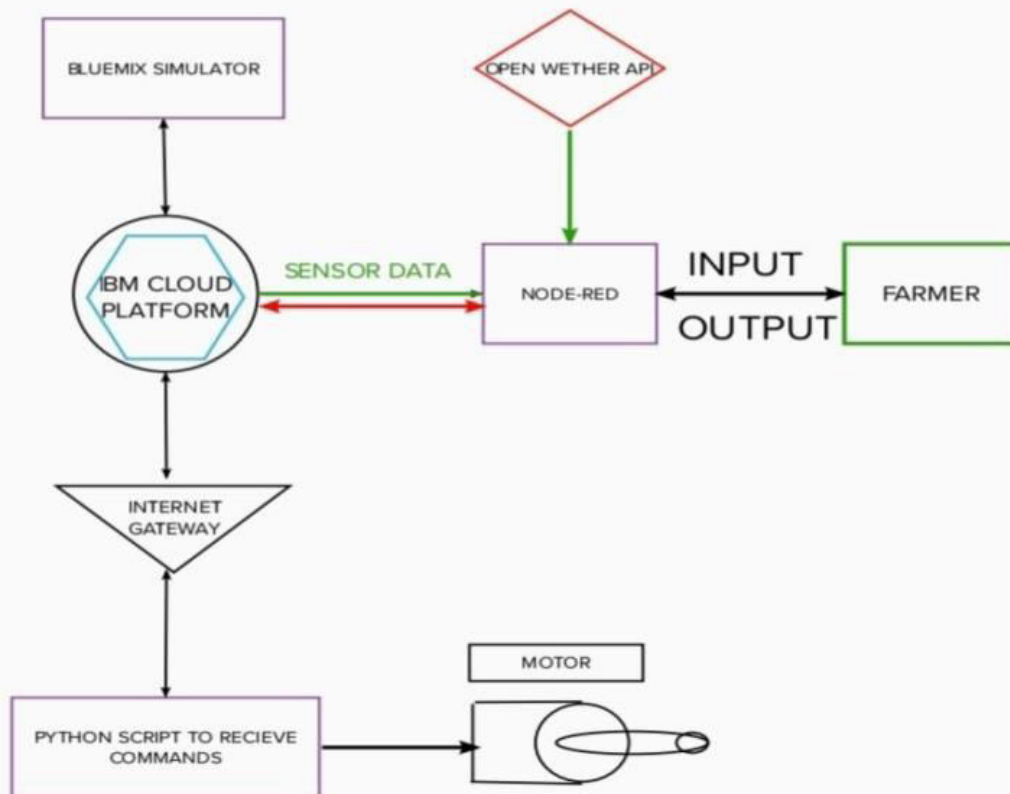 BLUEMIX SIMULATOR
OPEN WETHER API
IBM CLOUD
PLATFORM
SENSOR DATA
NODE-RED
INPUT
OUTPUT
FARMER
INTERNET
GATEWAY
MOTOR
PYTHON SCRIPT TO RECIEVE
COMMANDS